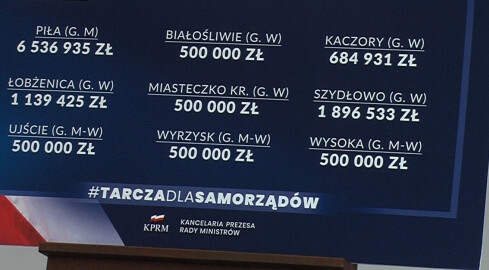 PIŁA (G. M)
6 536 935 ZŁ
BIAŁOŚLIWIE (G. W)
500 000 ZŁ
KACZORY (G. W)
684 931 ZŁ
ŁOBŻENICA (G. W)
1 139 425 ZŁ
MIASTECZKO KR. (G. W)
500 000 ZŁ
SZYDŁOWO (G. W)
1 896 533 ZŁ
UJŚCIE (G. M-W)
500 000 ZŁ
WYRZYSK (G. M-W)
500 000 ZŁ
WYSOKA (G. M-W)
500 000 ZŁ
#TARCZADLASAMORZĄDÓW
KPRM
KANCELARIA PREZESA
RADY MINISTRÓW